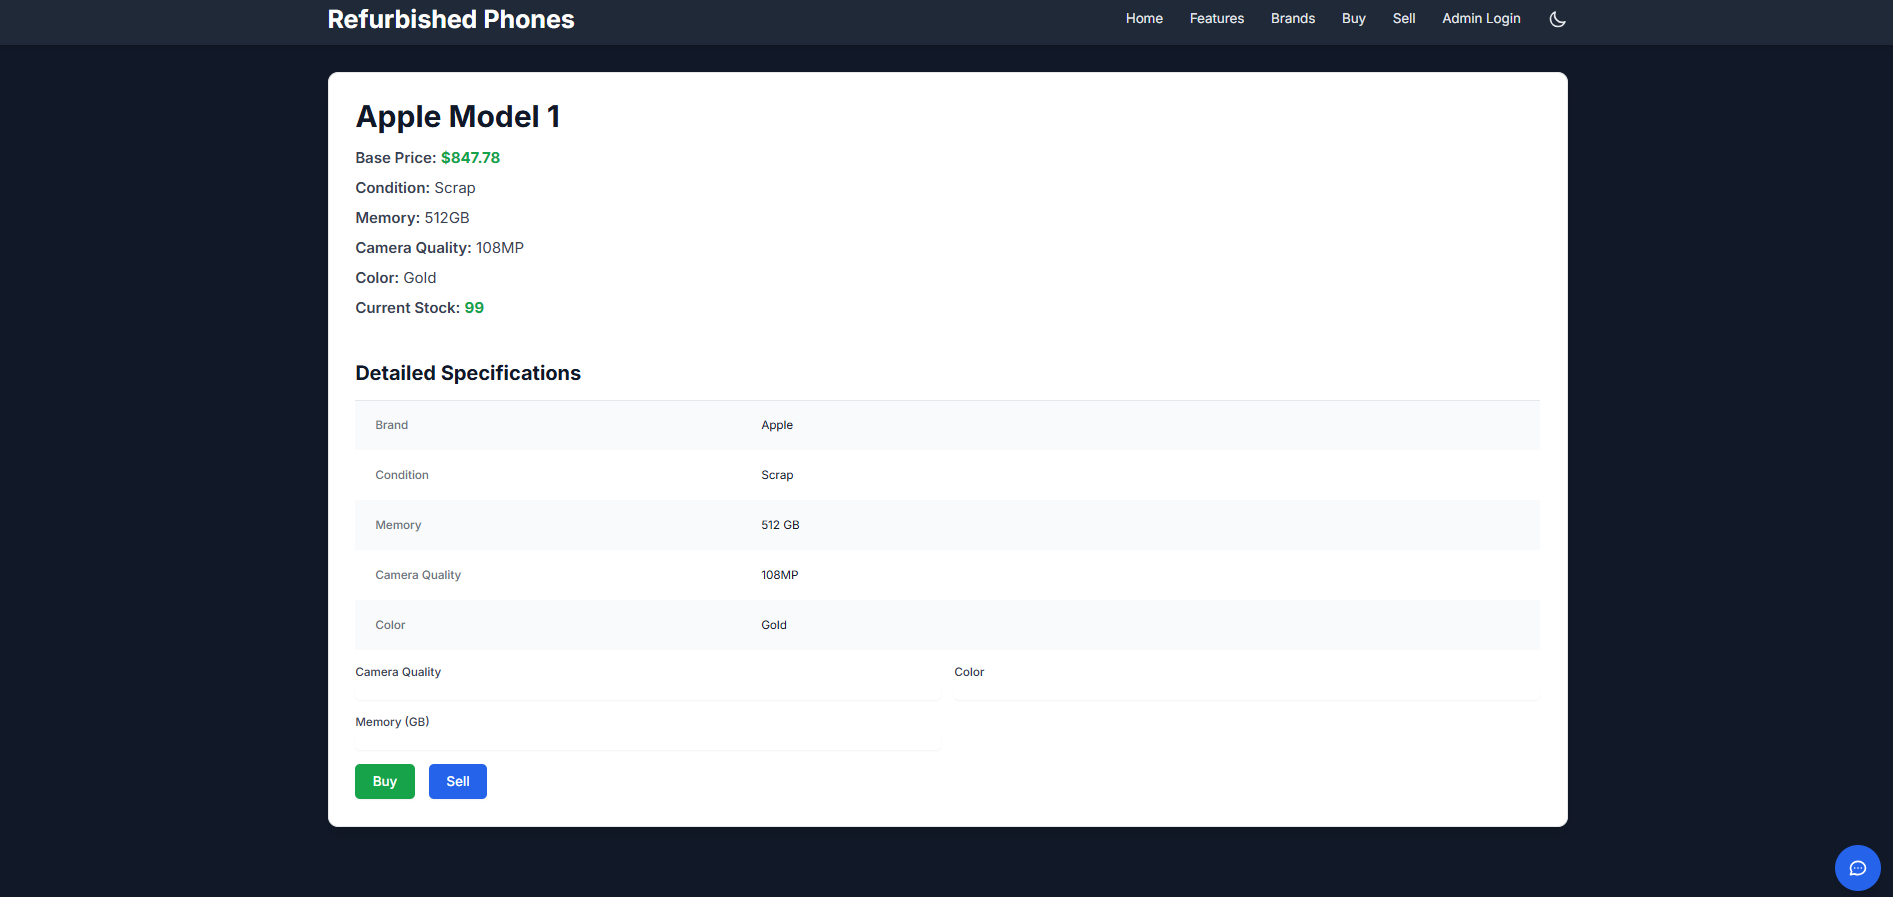 Refurbished Phones Home Features Brands Buy Sell Admin Login
Apple Model 1
Base Price: $847.78
Condition: Scrap
Memory: 512GB
Camera Quality: 108MP
Color: Gold
Current Stock: 99
Detailed Specifications
Brand Apple
Condition Scrap
Memory 512 GB
Camera Quality 108MP
Color Gold
Camera Quality Color
Memory (GB)
Buy Sell